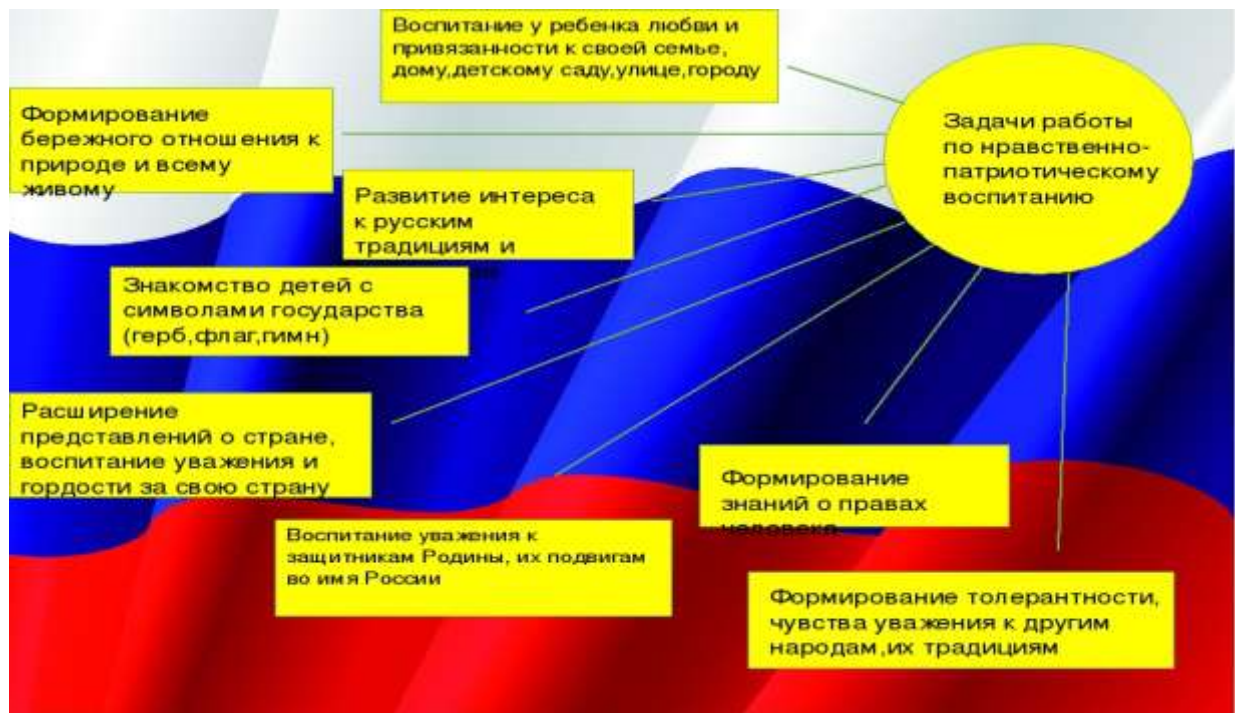 Воспитание у ребенка любви и
привязанности к своей семье,
дому,детскому саду,улице,городу
Задачи работы
по нравственно-
патриотическому
воспитанию
Формирование
бережного отношения к
природе и всему
живому
Развитие интереса
к русским
традициям и
Знакомство детей с
символами государства
(герб,флаг,гимн)
Расширение
представлений о стране,
воспитание уважения и
гордости за свою страну
Формирование
знаний о правах
человека
Воспитание уважения к
защитникам Родины, их подвигам
во имя России
Формирование толерантности,
чувства уважения к другим
народам,их традициям